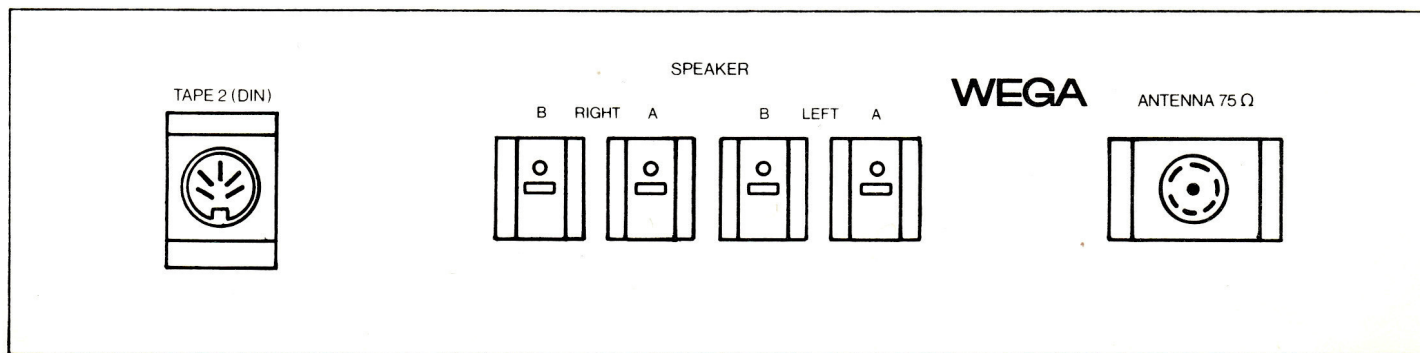 SPEAKER
WEGA
TAPE 2 (DIN)
B RIGHT A
B LEFT A
ANTENNA 75 Ω